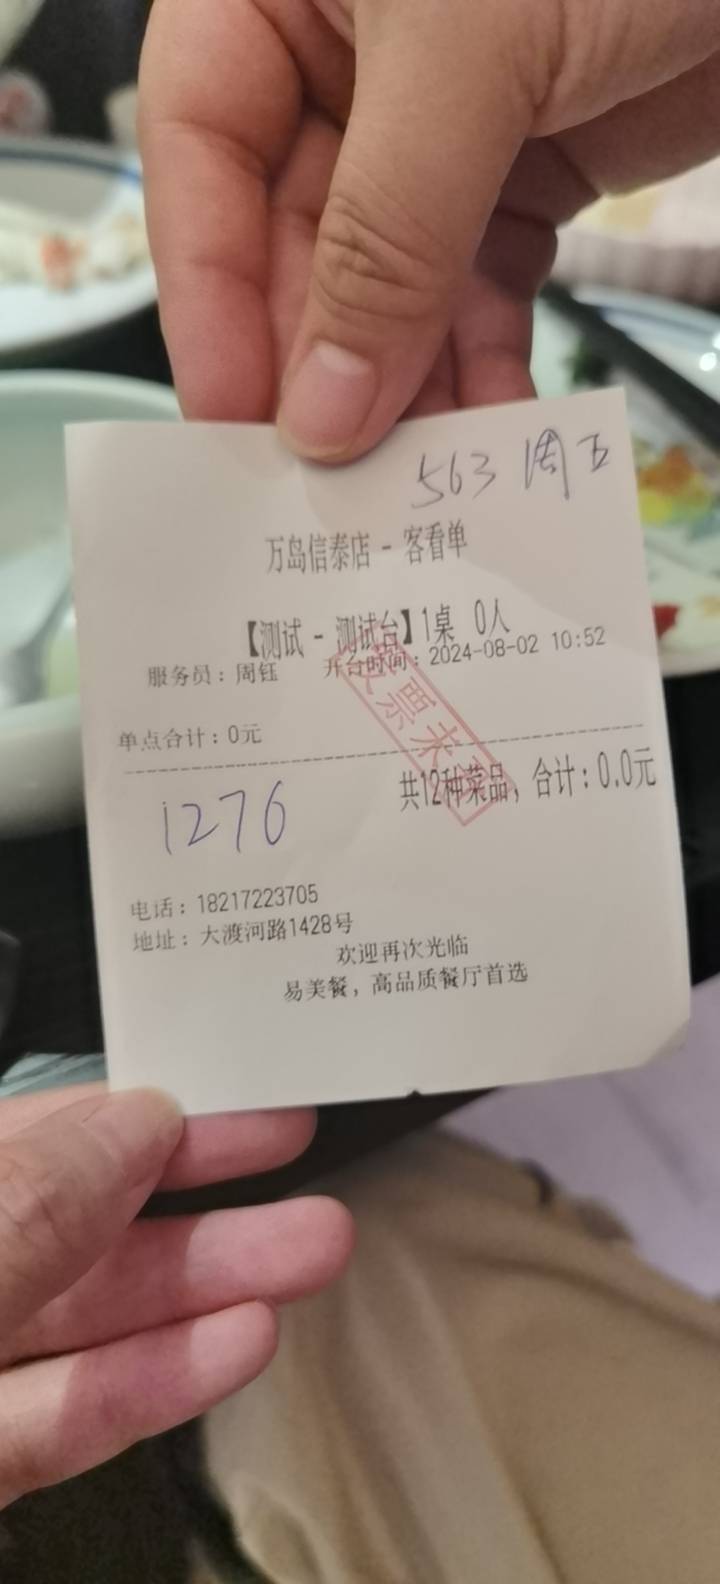 563 周五
万岛信泰店 - 客看单
【测试 - 测试台】1桌 0人
服务员：周钰 开台时间：2024-08-02 10:52
发票未
单点合计：0元
共12种菜品，合计：0.0元
1276
电话：18217223705
地址：大渡河路1428号
欢迎再次光临
易美餐，高品质餐厅首选